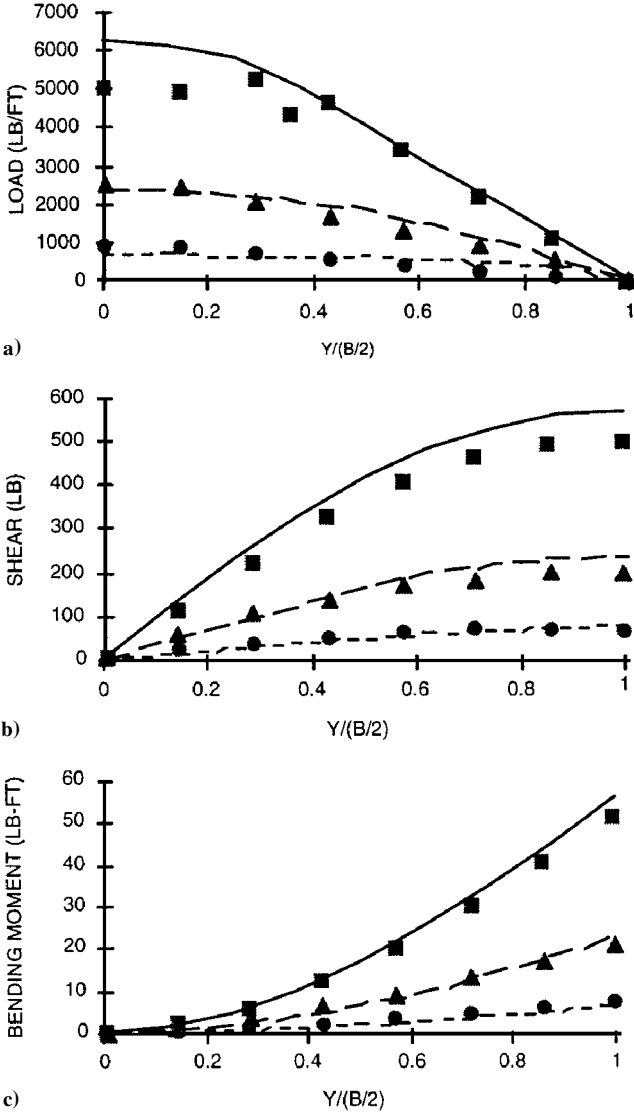 7000
6000
5000
4000
3000
2000
1000
0
LOAD (LB/FT)
0 0.2 0.4 0.6 0.8 1
Y/(B/2)
a)
600
500
400
300
200
100
0
SHEAR (LB)
0 0.2 0.4 0.6 0.8 1
Y/(B/2)
b)
60
50
40
30
20
10
0
BENDING MOMENT (LB-FT)
0 0.2 0.4 0.6 0.8 1
Y/(B/2)
c)